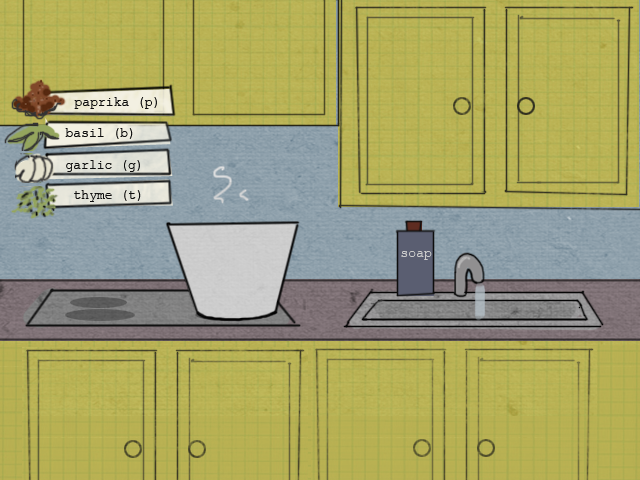 paprika (p)
basil (b)
garlic (g)
thyme (t)
soap